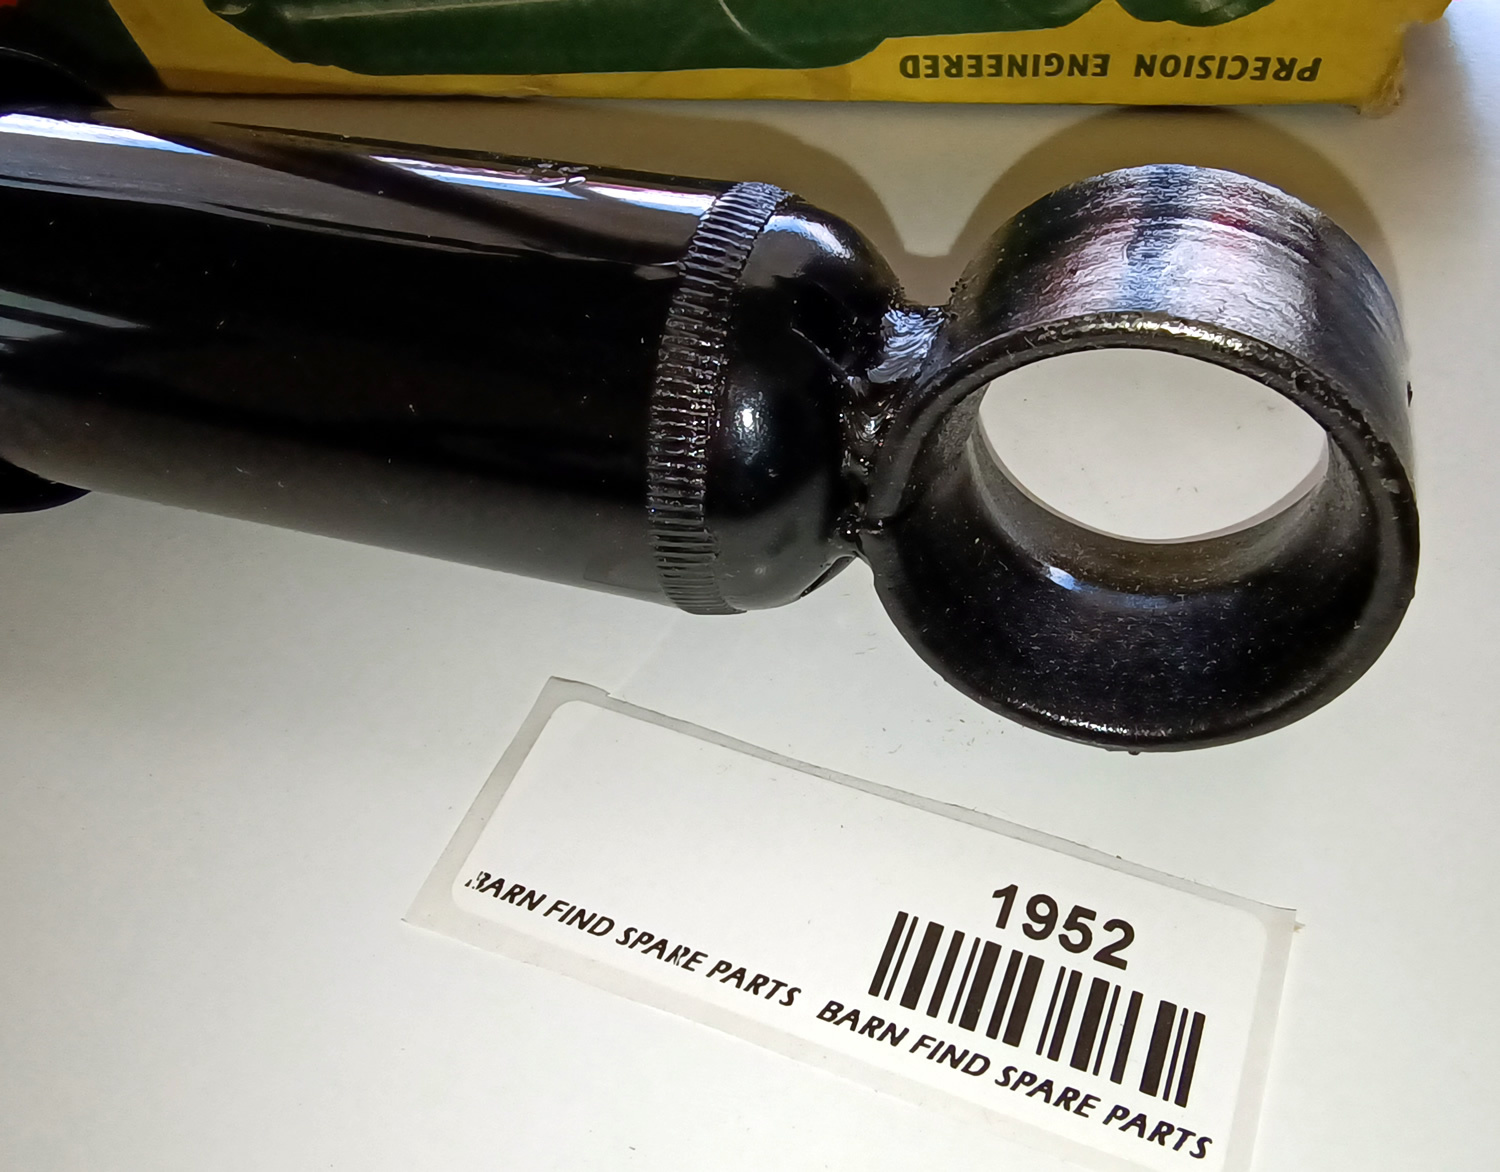 PRECISION ENGINEERED
1952
BARN FIND SPARE PARTS BARN FIND SPARE PARTS